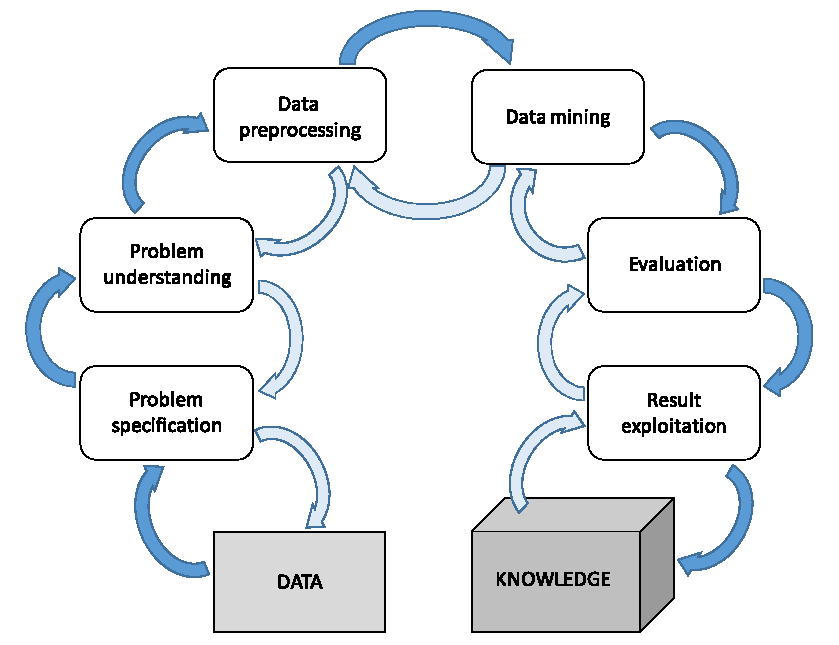 Data
preprocessing
Data mining
Problem
understanding
Evaluation
Problem
specification
Result
exploitation
DATA
KNOWLEDGE